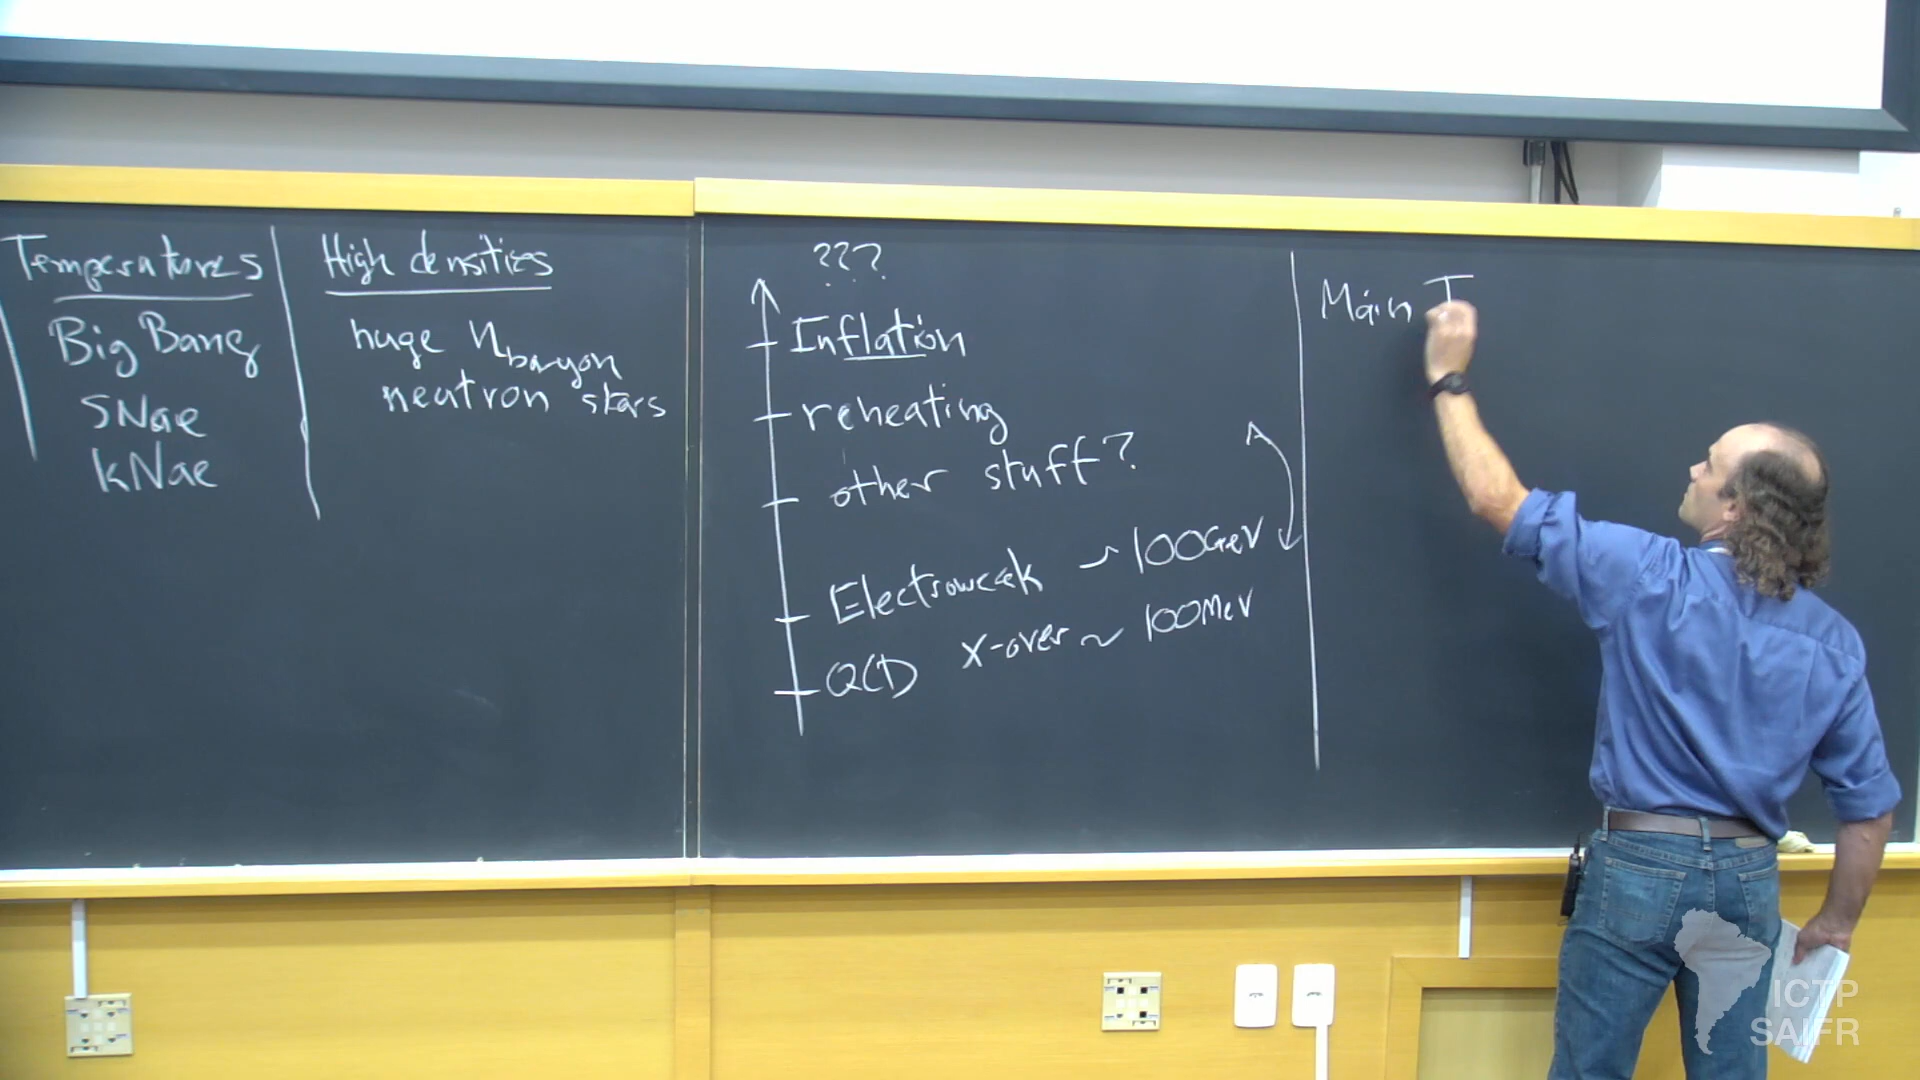 Temperatures
Big Bang
SNae
kNae
High densities
huge n baryon
neutron stars
???
Inflation
reheating
other stuff?
Electroweak ~ 100GeV
QCD x-over ~ 100MeV
Main T
ICTP
SAIFR